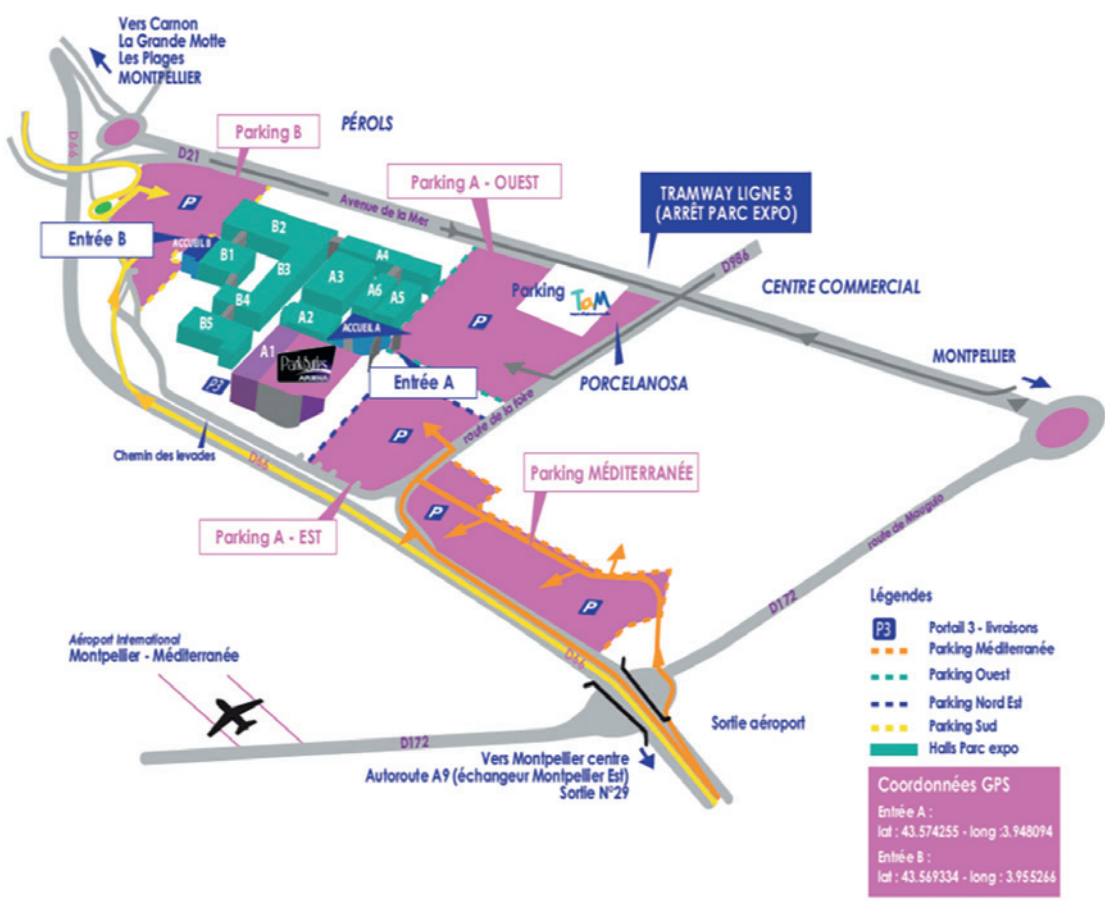 Vers Carnon
La Grande Motte
Les Plages
MONTPELLIER
D66
Parking B
PÉROLS
D21
Parking A - OUEST
Avenue de la Mer
TRAMWAY LIGNE 3
(ARRÊT PARC EXPO)
P
Entrée B
ACCUEIL B
B2
B1
B3
A4
A3
A6
A5
B4
B5
A2
ACCUEIL A
A1
Parking
TaM
P
D986
CENTRE COMMERCIAL
MONTPELLIER
ARENA
Entrée A
PORCELANOSA
route de la foire
Chemin des levades
D66
P
Parking MÉDITERRANÉE
Parking A - EST
P
P
route de Mauguio
D172
D66
Aéroport International
Montpellier - Méditerranée
D172
Sortie aéroport
Vers Montpellier centre
Autoroute A9 (échangeur Montpellier Est)
Sortie N°29
Légendes
P3 Portail 3 - livraisons
Parking Méditerranée
Parking Ouest
Parking Nord Est
Parking Sud
Halls Parc expo
Coordonnées GPS
Entrée A :
lat : 43.574255 - long :3.948094
Entrée B :
lat : 43.569334 - long : 3.955266